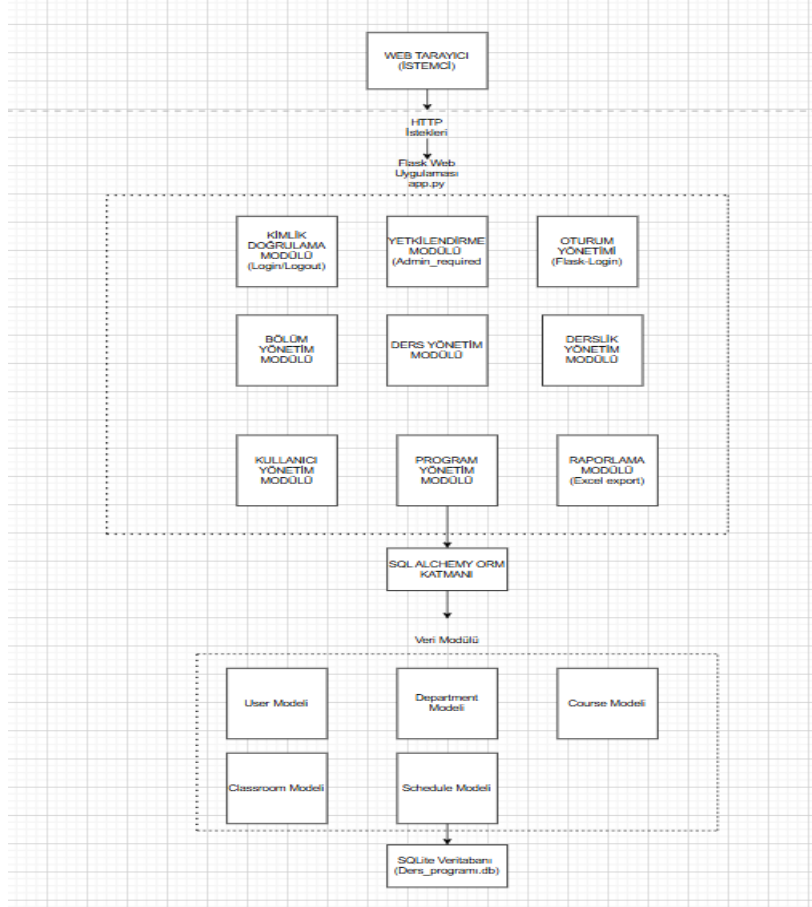 WEB TARAYICI
(İSTEMCİ)
HTTP
İstekleri
Flask Web
Uygulaması
app.py
KİMLİK
DOĞRULAMA
MODÜLÜ
(Login/Logout)
YETKİLENDİRME
MODÜLÜ
(Admin_required
OTURUM
YÖNETİMİ
(Flask-Login)
BÖLÜM
YÖNETİM
MODÜLÜ
DERS YÖNETİM
MODÜLÜ
DERSLİK
YÖNETİM
MODÜLÜ
KULLANICI
YÖNETİM
MODÜLÜ
PROGRAM
YÖNETİM
MODÜLÜ
RAPORLAMA
MODÜLÜ
(Excel export)
SQL ALCHEMY ORM
KATMANI
Veri Modülü
User Modeli
Department
Modeli
Course Modeli
Classroom Modeli
Schedule Modeli
SQLite Veritabanı
(Ders_programı.db)